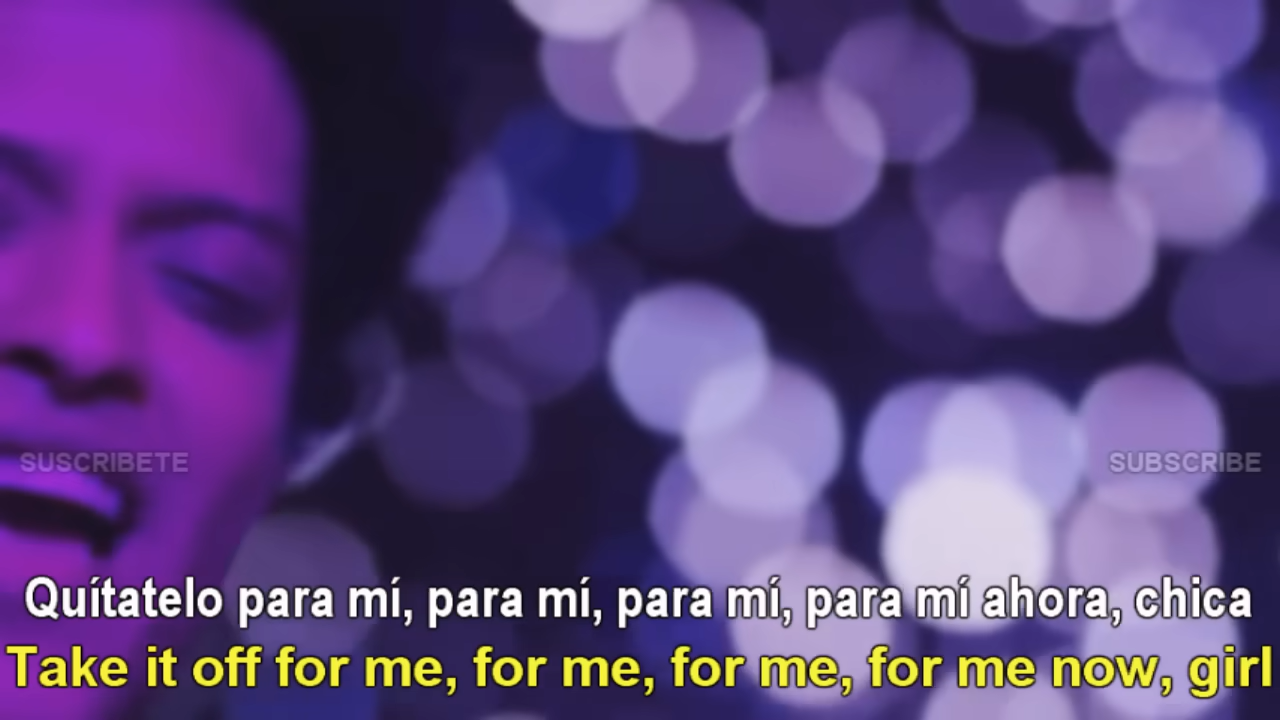 SUSCRIBETE
SUBSCRIBE
Quítatelo para mí, para mí, para mí, para mí ahora, chica
Take it off for me, for me, for me, for me now, girl